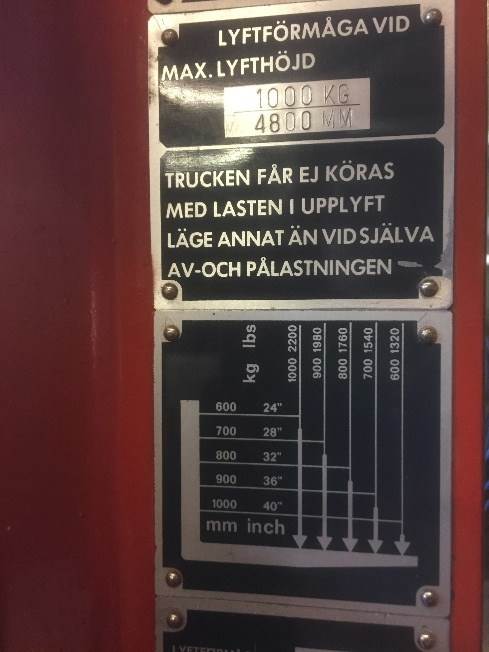 LYFTFÖRMÅGA VID
MAX. LYFTHÖJD
1000 KG
4800 MM
TRUCKEN FÅR EJ KÖRAS
MED LASTEN I UPPLYFT
LÄGE ANNAT ÄN VID SJÄLVA
AV-OCH PÅLASTNINGEN
kg lbs
1000 2200
900 1980
800 1760
700 1540
600 1320
600 24"
700 28"
800 32"
900 36"
1000 40"
mm inch
LYFTFÖRMÅGA